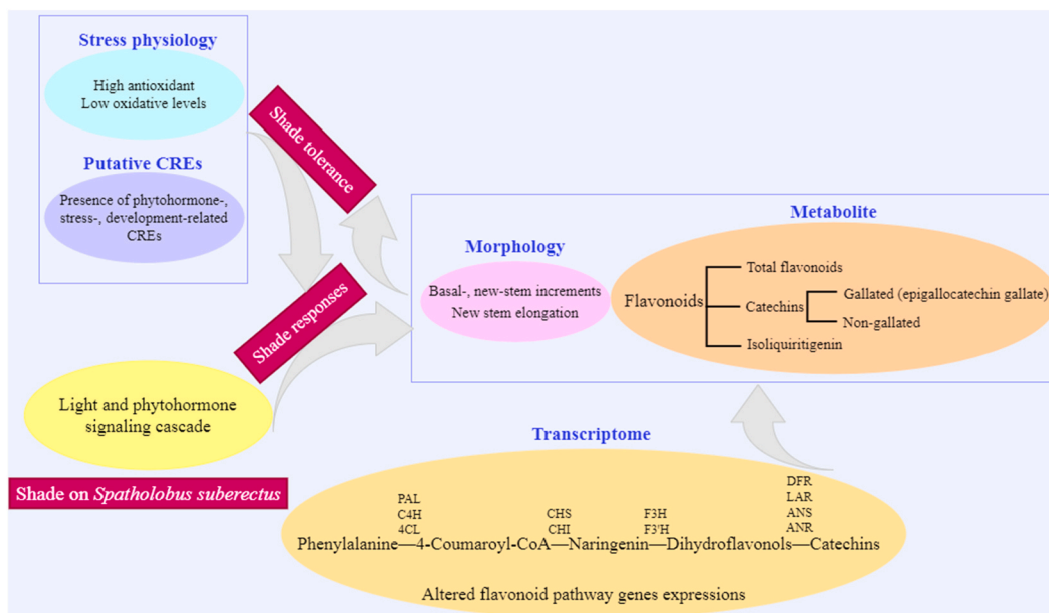 Stress physiology
High antioxidant
Low oxidative levels
Putative CREs
Presence of phytohormone-,
stress-, development-related
CREs
Shade tolerance
Shade responses
Light and phytohormone
signaling cascade
Shade on Spatholobus suberectus
Morphology
Basal-, new-stem increments
New stem elongation
Metabolite
Flavonoids
Total flavonoids
Catechins
Gallated (epigallocatechin gallate)
Non-gallated
Isoliquiritigenin
Transcriptome
PAL
C4H
4CL
CHS
CHI
F3H
F3'H
DFR
LAR
ANS
ANR
Phenylalanine—4-Coumaroyl-CoA—Naringenin—Dihydroflavonols—Catechins
Altered flavonoid pathway genes expressions